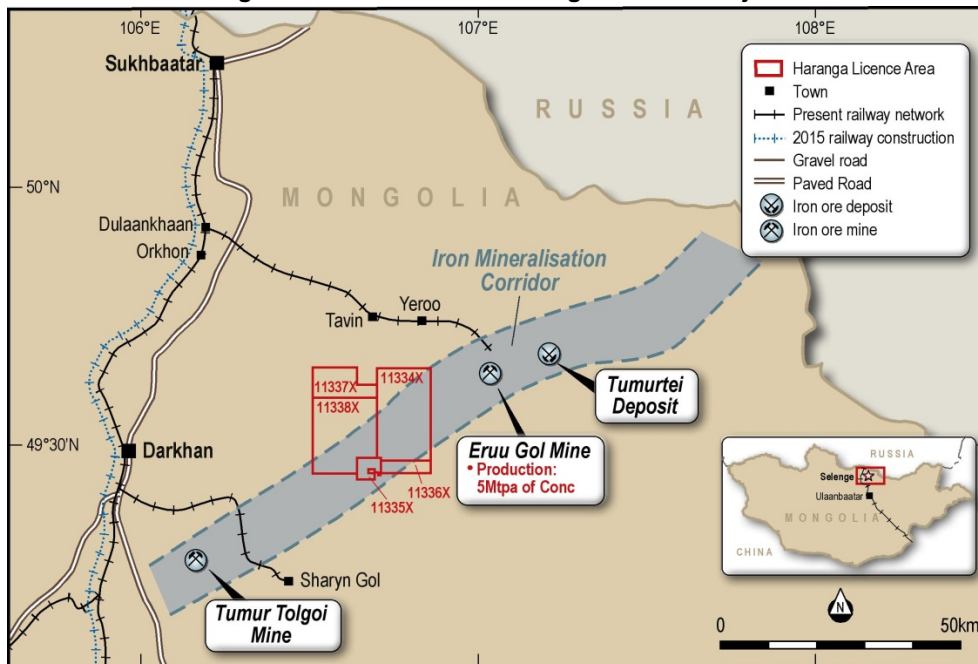 106°E
107°E
108°E
Sukhbaatar
RUSSIA
MONGOLIA
50°N
Dulaankhaan
Orkhon
Iron Mineralisation
Corridor
Yeroo
Tavin
11337X
11334X
11338X
11336X
11335X
Tumurtei
Deposit
Eruu Gol Mine
• Production:
5Mtpa of Conc
49°30'N
Darkhan
Sharyn Gol
Tumur Tolgoi
Mine
Haranga Licence Area
Town
Present railway network
2015 railway construction
Gravel road
Paved Road
Iron ore deposit
Iron ore mine
RUSSIA
Selenge
Ulaanbaatar
MONGOLIA
CHINA
N
0
50km